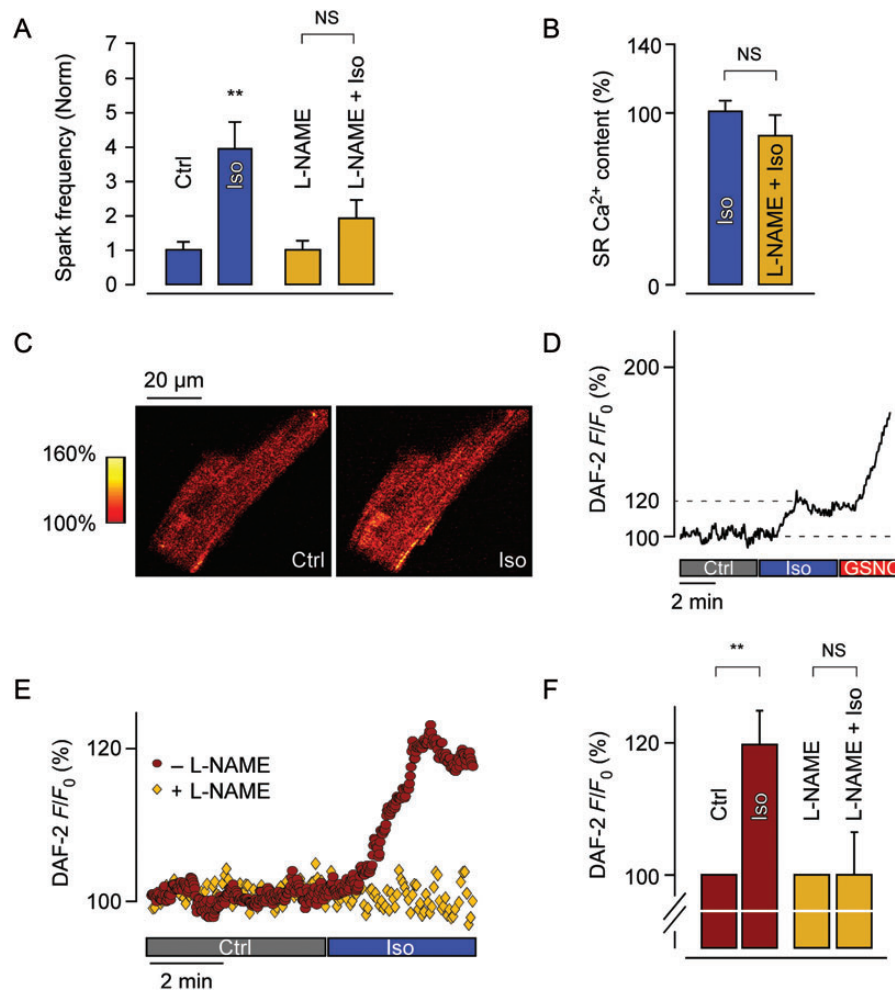 A
Spark frequency (Norm)
7
6
5
4
3
2
1
0
Ctrl
**
Iso
NS
L-NAME
L-NAME + Iso
B
SR Ca²⁺ content (%)
140
100
0
NS
Iso
L-NAME + Iso
C
20 µm
160%
100%
Ctrl
Iso
D
DAF-2 F/F₀ (%)
200
120
100
Ctrl
Iso
GSNO
2 min
E
DAF-2 F/F₀ (%)
120
100
– L-NAME
+ L-NAME
Ctrl
Iso
2 min
F
DAF-2 F/F₀ (%)
120
100
**
NS
Ctrl
Iso
L-NAME
L-NAME + Iso